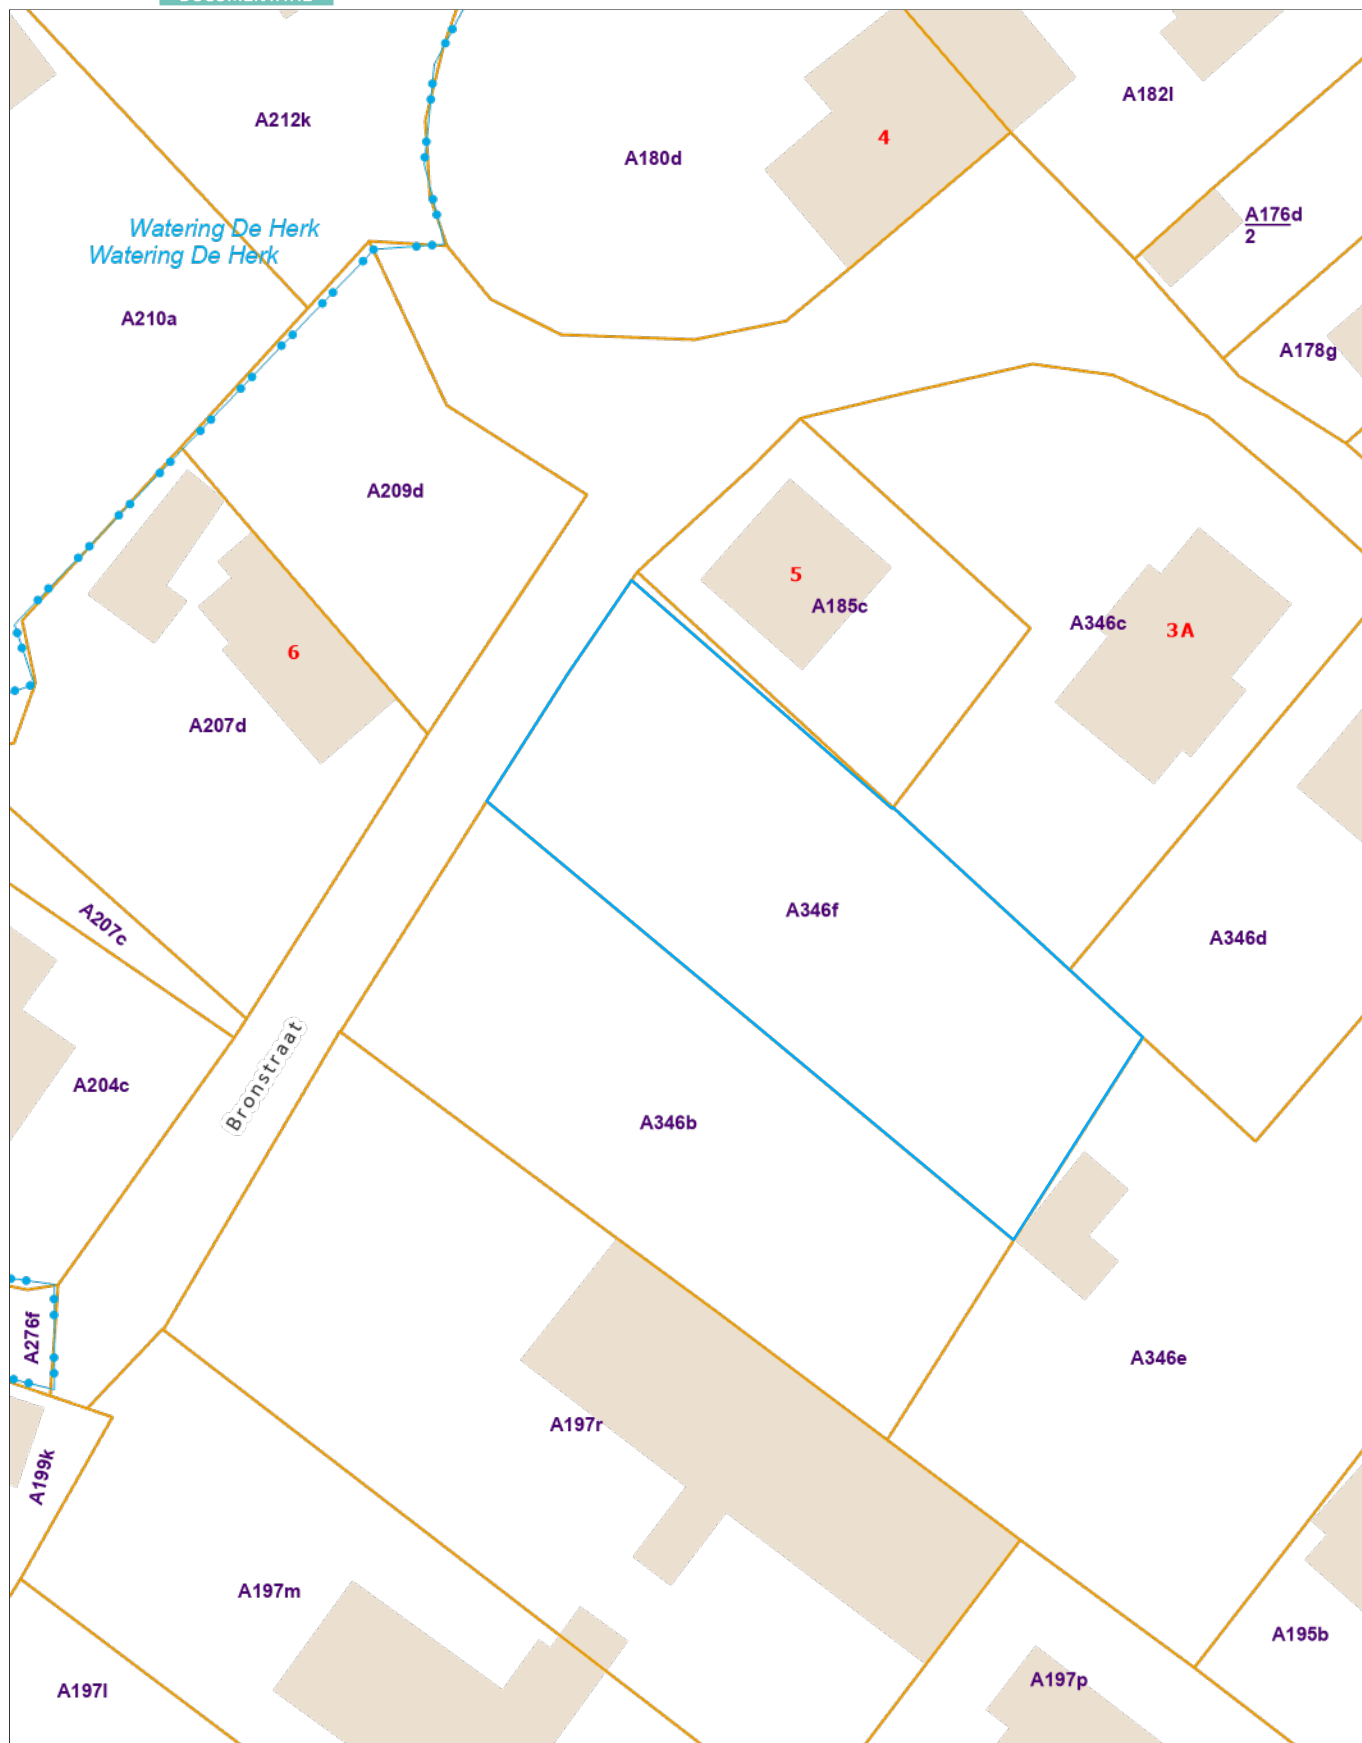 A212k
A182l
4
A180d
A176d
2
Watering De Herk
Watering De Herk
A210a
A178g
A209d
5
A185c
A346c
3A
6
A207d
A346f
A207c
A346d
Bronstraat
A204c
A346b
A276f
A346e
A197r
A199k
A197m
A195b
A197p
A197l